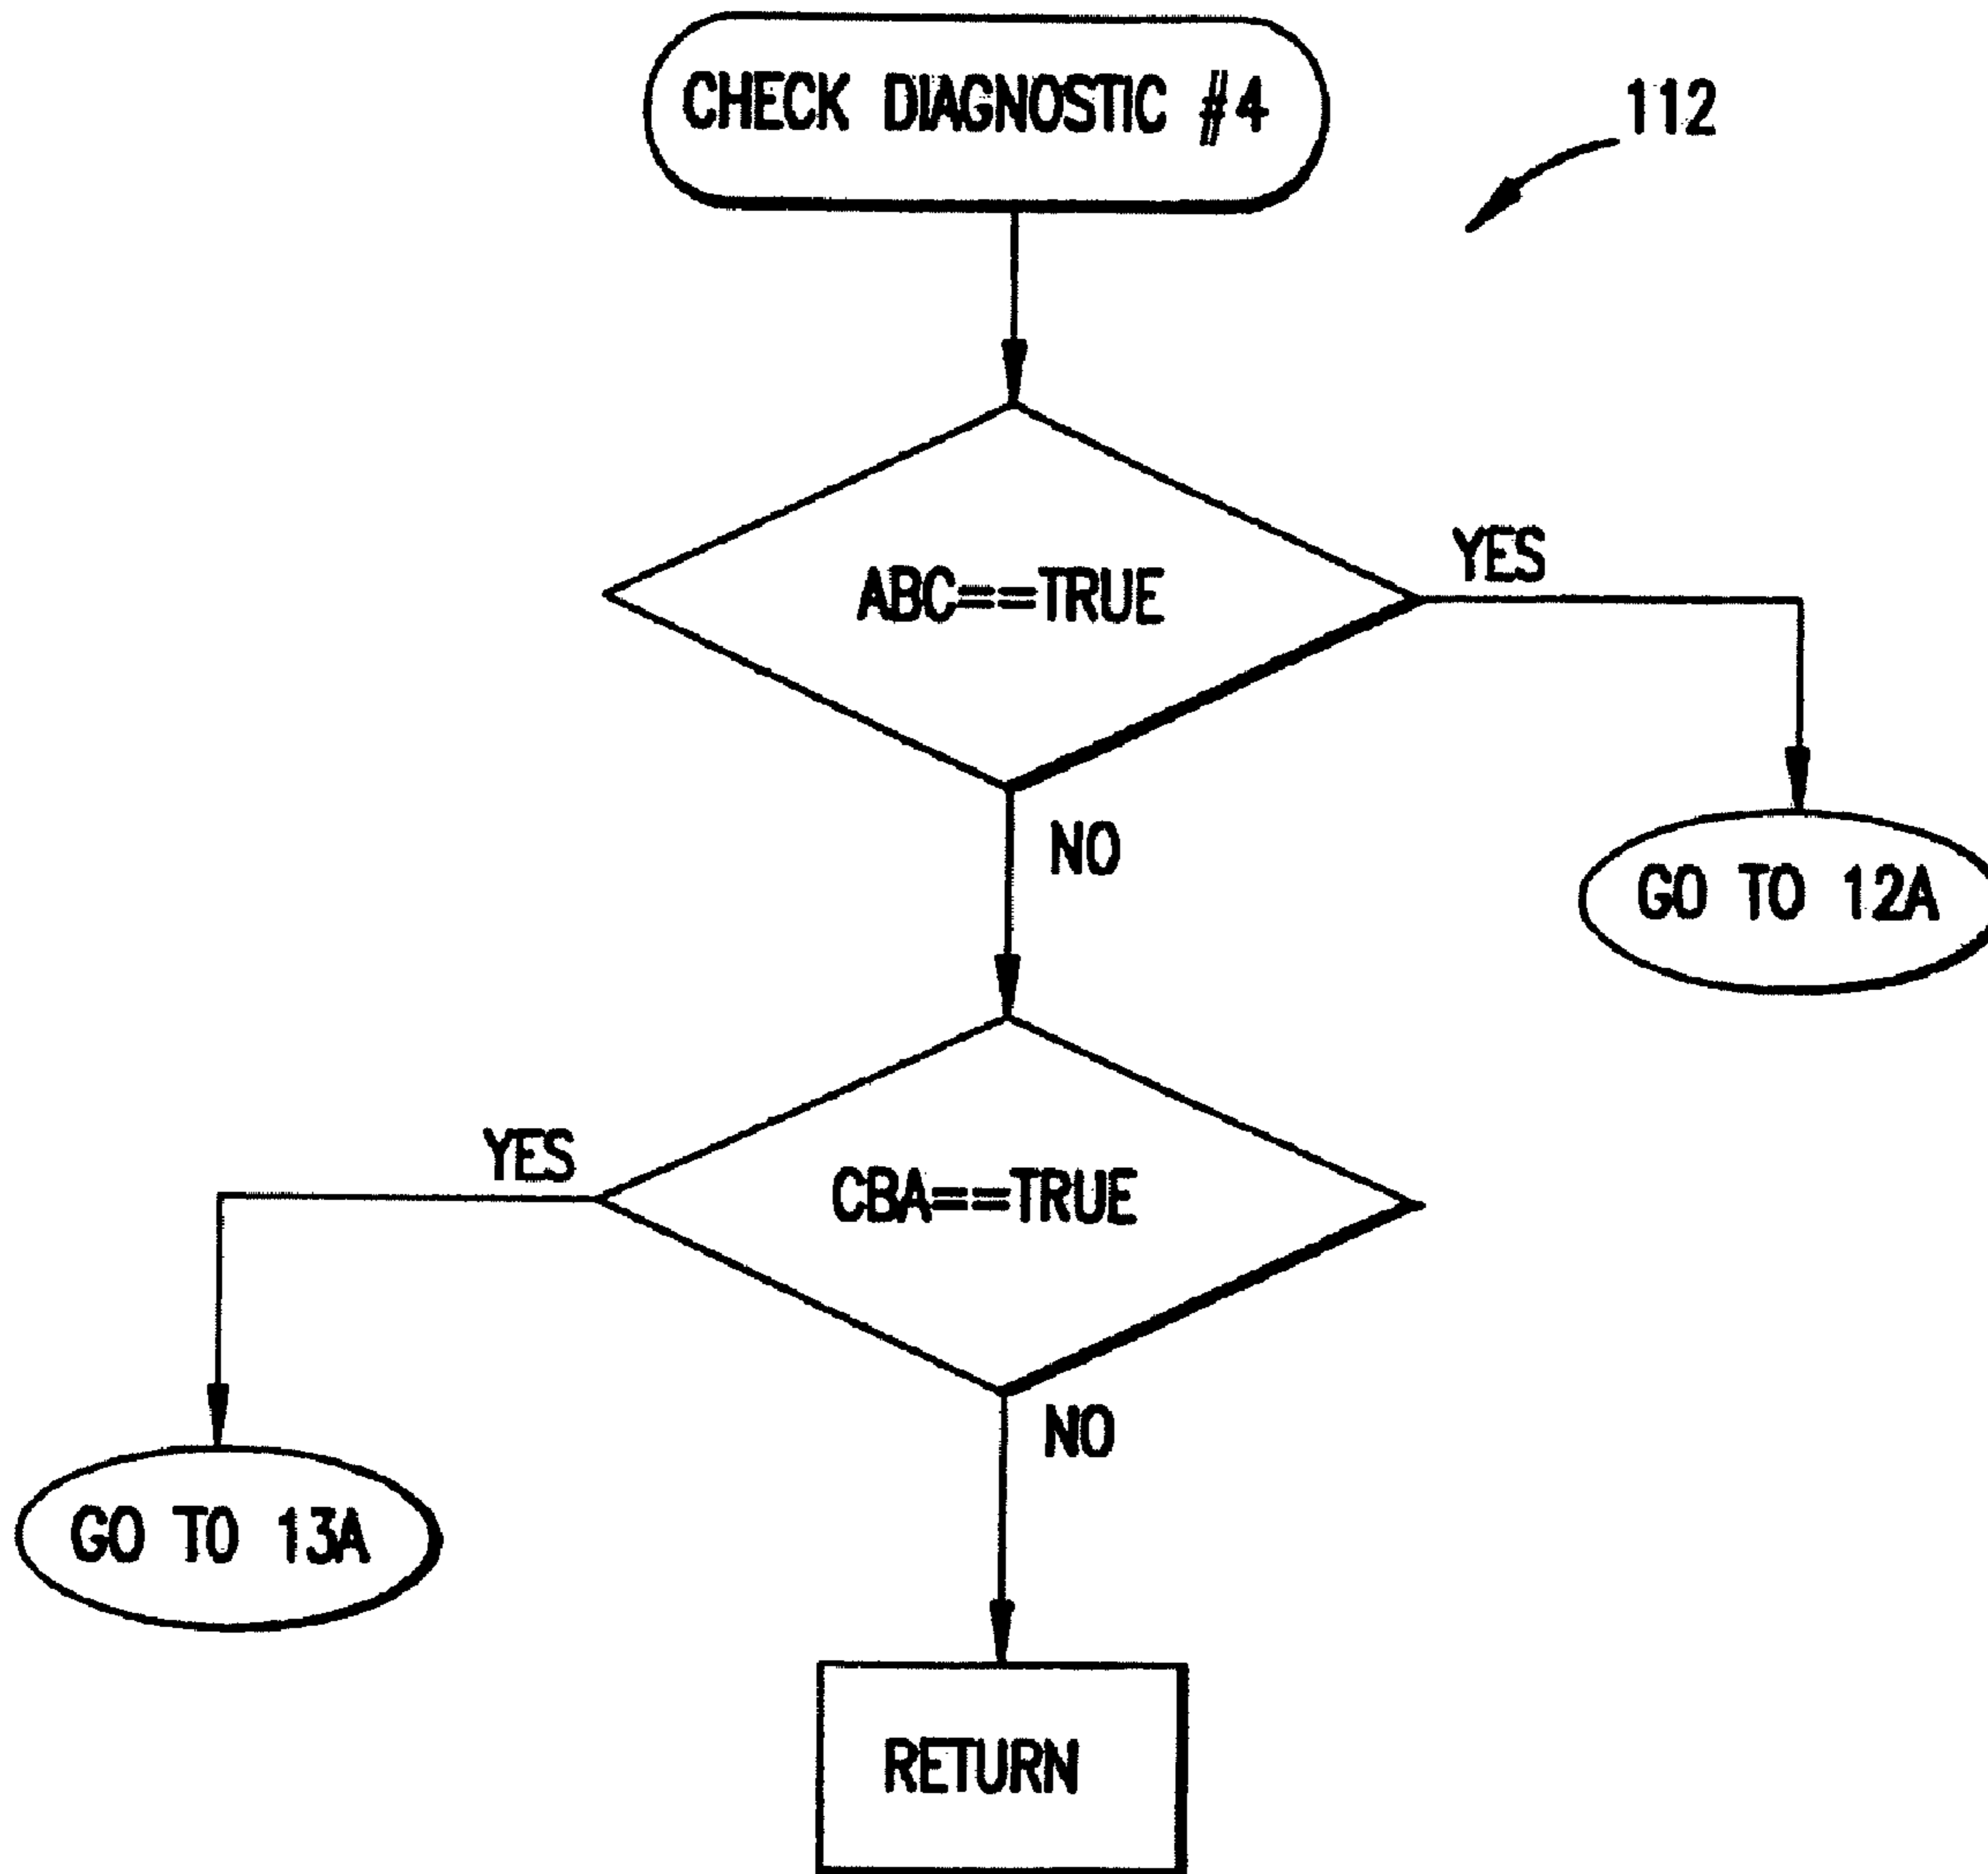 CHECK DIAGNOSTIC #4
112
ABC==TRUE
YES
NO
GO TO 12A
YES
CBA==TRUE
NO
GO TO 13A
RETURN